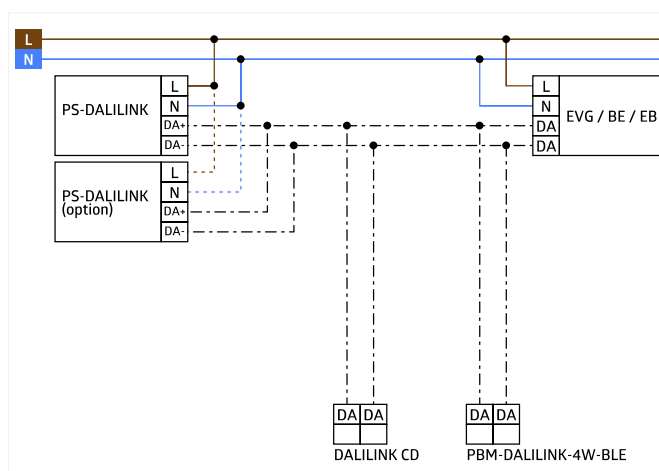 L
N
PS-DALILINK
L
N
DA+
DA-
EVG / BE / EB
L
N
DA
DA
PS-DALILINK
(option)
L
N
DA+
DA-
DA DA
DALILINK CD
DA DA
PBM-DALILINK-4W-BLE